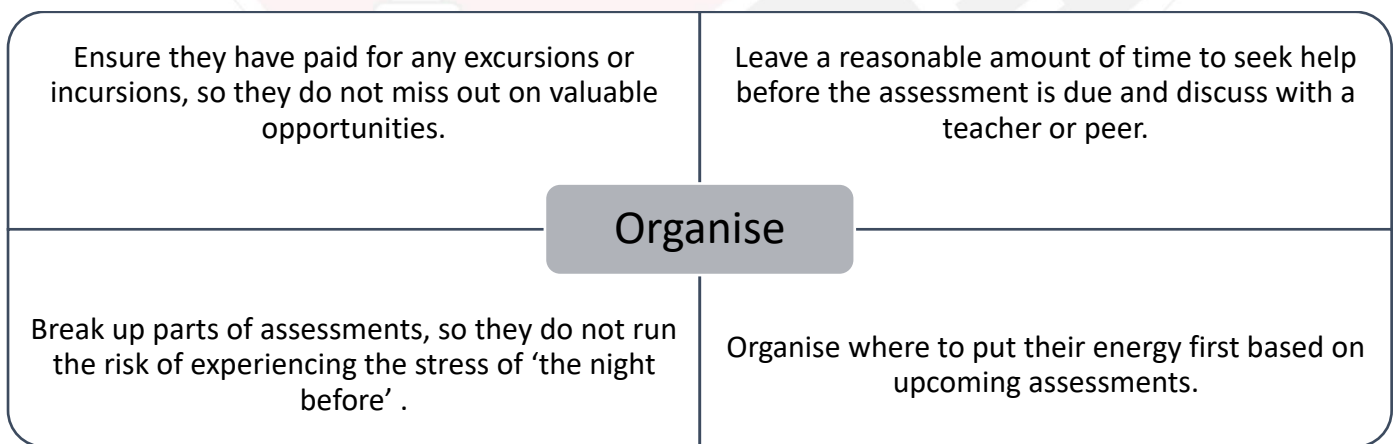 Ensure they have paid for any excursions or
incursions, so they do not miss out on valuable
opportunities.
Leave a reasonable amount of time to seek help
before the assessment is due and discuss with a
teacher or peer.
Organise
Break up parts of assessments, so they do not run
the risk of experiencing the stress of ‘the night
before’ .
Organise where to put their energy first based on
upcoming assessments.